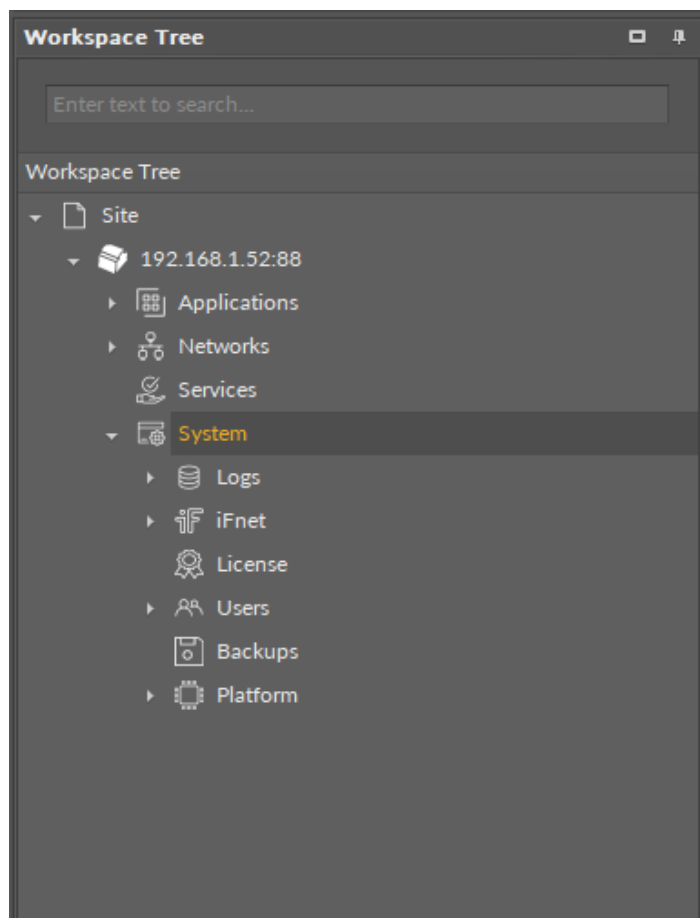 Workspace Tree
Enter text to search...
Workspace Tree
Site
192.168.1.52:88
Applications
Networks
Services
System
Logs
iFnet
License
Users
Backups
Platform